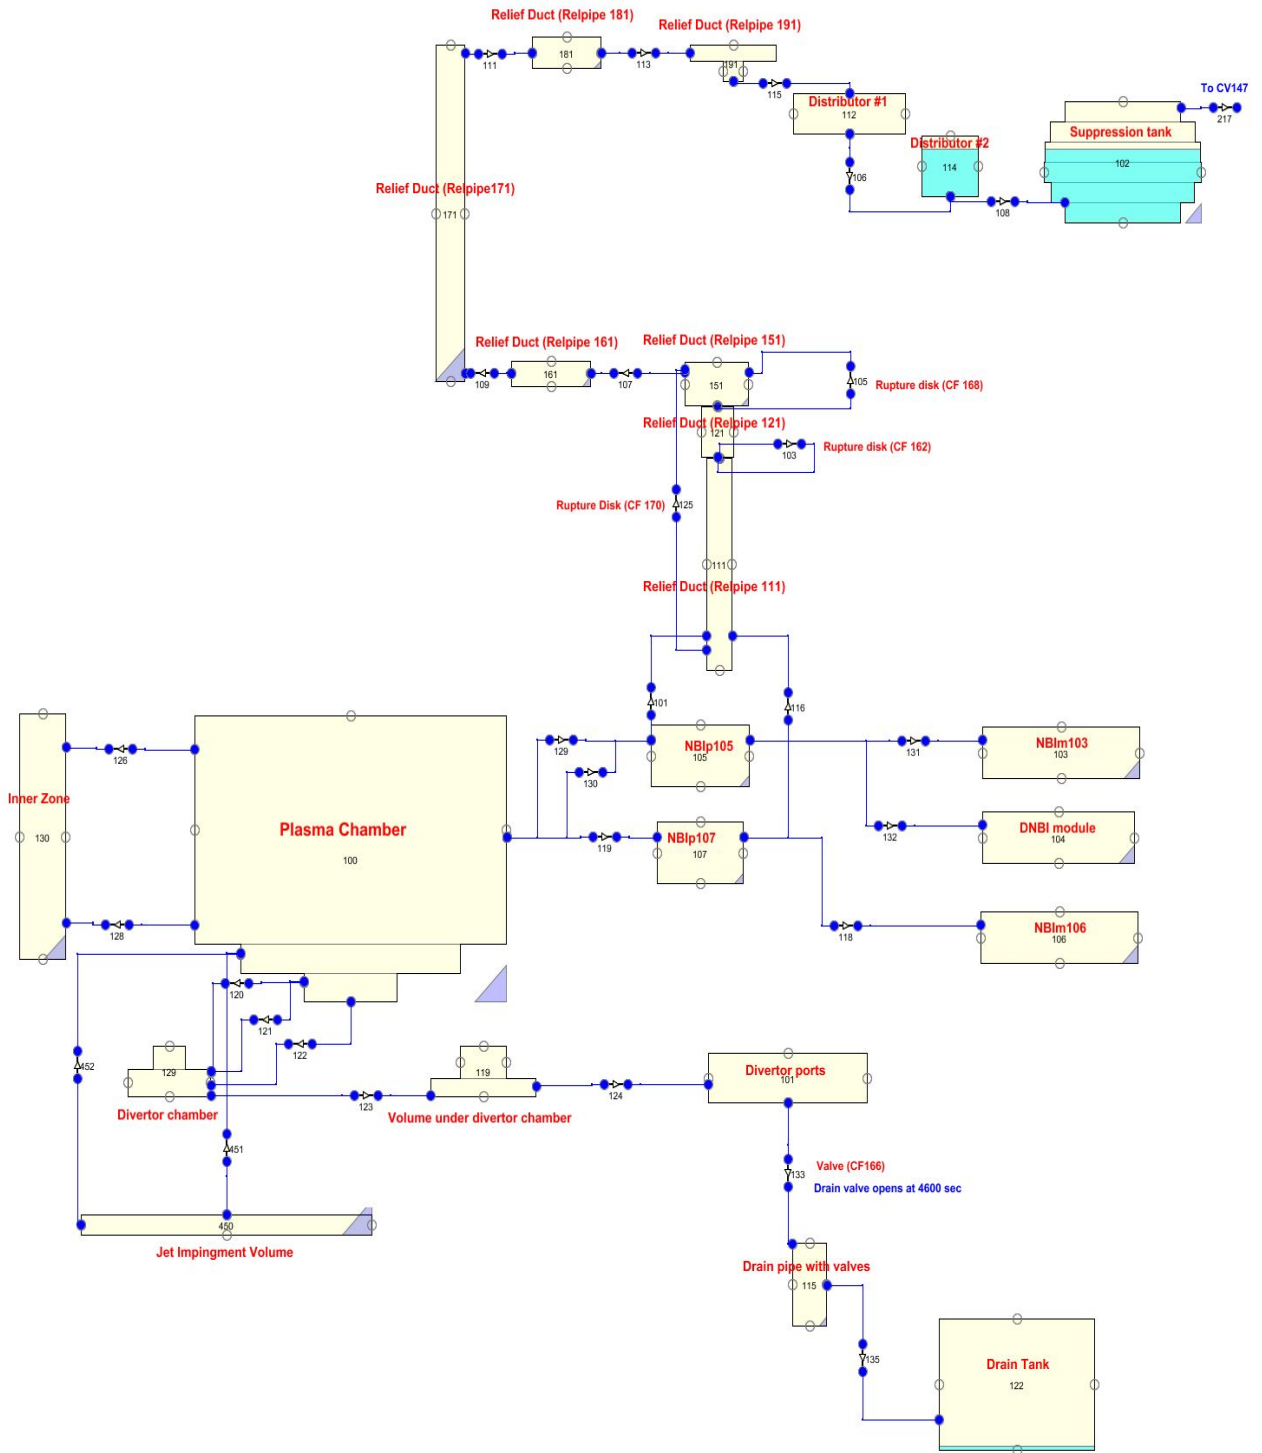 Relief Duct (Relpipe 181)
Relief Duct (Relpipe 191)
111
181
113
191
115
To CV147
217
Distributor #1
112
Distributor #2
114
Suppression tank
102
106
108
Relief Duct (Relpipe171)
171
Relief Duct (Relpipe 161)
161
109
107
Relief Duct (Relpipe 151)
151
105
Rupture disk (CF 168)
Relief Duct (Relpipe 121)
121
103
Rupture disk (CF 162)
Rupture Disk (CF 170)
125
111
Relief Duct (Relpipe 111)
101
116
126
129
130
NBIp105
105
131
NBIm103
103
Inner Zone
130
Plasma Chamber
100
119
NBIp107
107
132
DNBI module
104
128
118
NBIm106
106
120
121
122
452
129
Divertor chamber
123
119
Volume under divertor chamber
124
Divertor ports
101
451
133
Valve (CF166)
Drain valve opens at 4600 sec
450
Jet Impingment Volume
Drain pipe with valves
115
135
Drain Tank
122